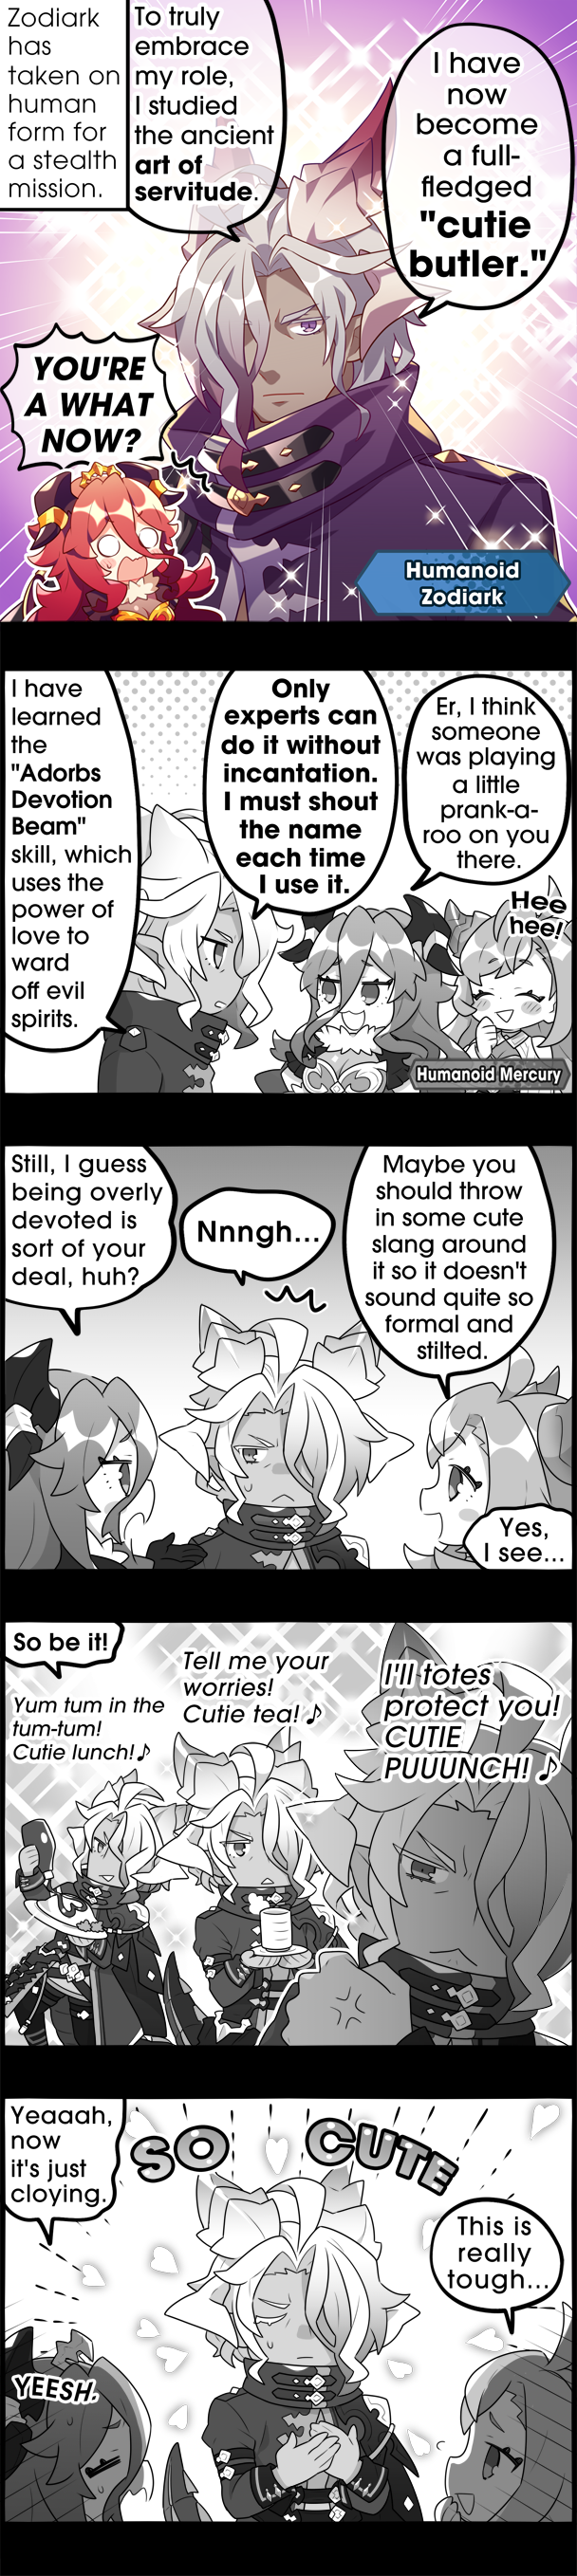 Zodiark
has
taken on
human
form for
a stealth
mission.
To truly
embrace
my role,
I studied
the ancient
art of
servitude.
I have
now
become
a full-
fledged
"cutie
butler."
YOU'RE
A WHAT
NOW?
Humanoid
Zodiark
I have
learned
the
"Adorbs
Devotion
Beam"
skill, which
uses the
power of
love to
ward
off evil
spirits.
Only
experts can
do it without
incantation.
I must shout
the name
each time
I use it.
Er, I think
someone
was playing
a little
prank-a-
roo on you
there.
Hee
hee!
Humanoid Mercury
Still, I guess
being overly
devoted is
sort of your
deal, huh?
Nnngh...
Maybe you
should throw
in some cute
slang around
it so it doesn't
sound quite so
formal and
stilted.
Yes,
I see...
So be it!
Yum tum in the
tum-tum!
Cutie lunch!♪
Tell me your
worries!
Cutie tea!♪
I'll totes
protect you!
CUTIE
PUUUNCH!♪
Yeaaah,
now
it's just
cloying.
SO CUTE
This is
really
tough...
YEESH.